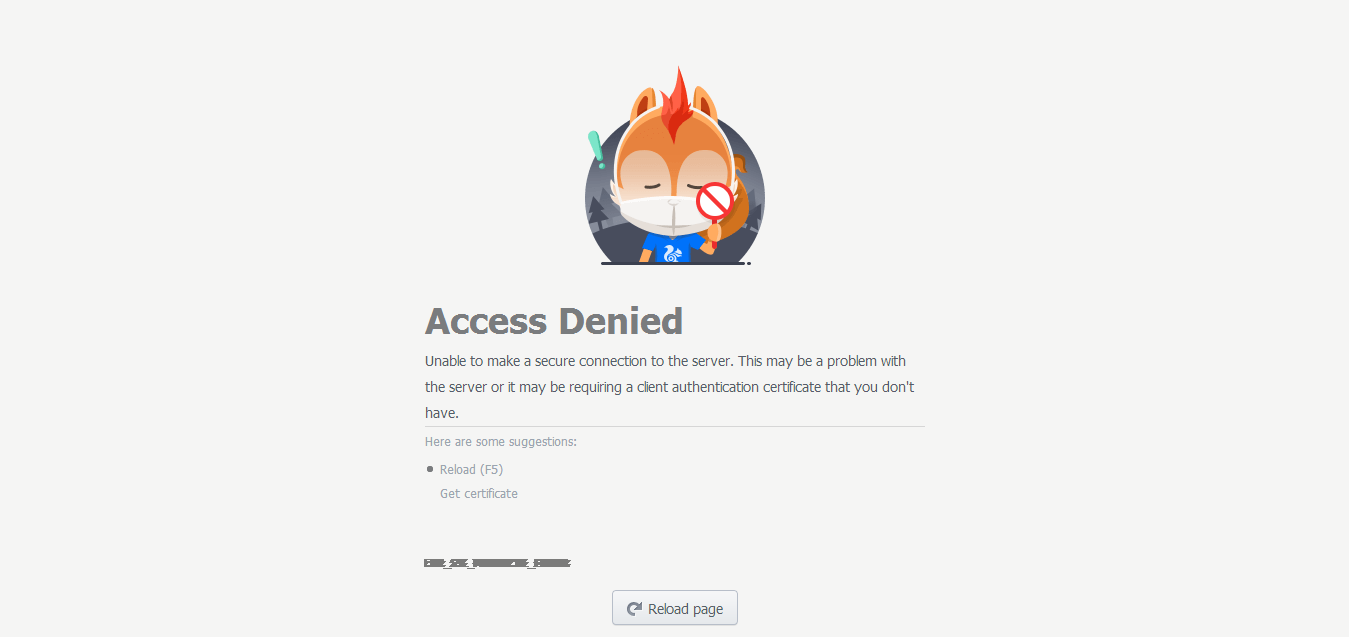 Access Denied
Unable to make a secure connection to the server. This may be a problem with
the server or it may be requiring a client authentication certificate that you don't
have.
Here are some suggestions:
Reload (F5)
Get certificate
Reload page